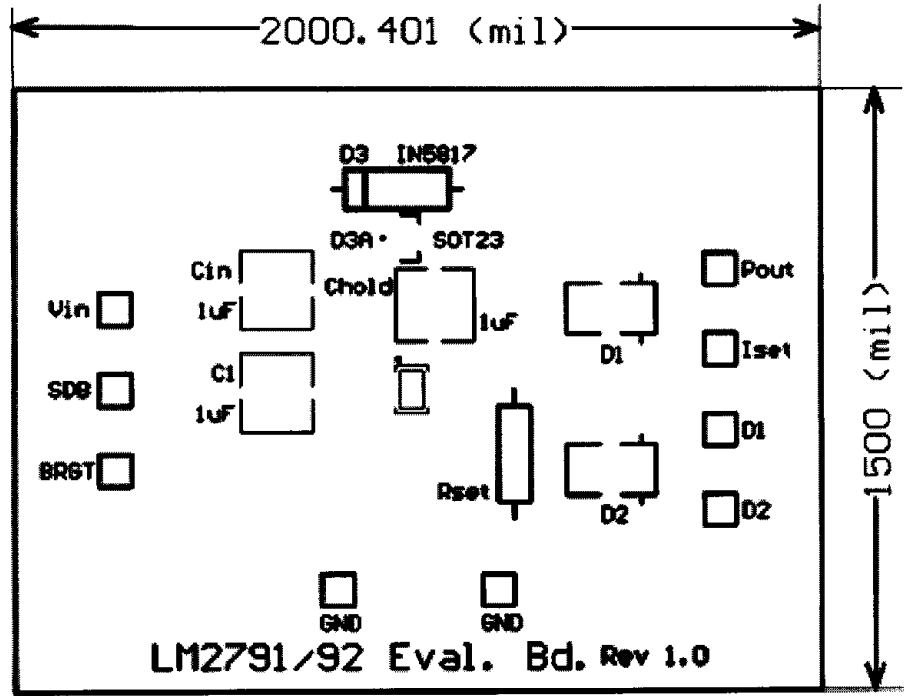 2000.401 (mil)
D3 IN5817
D3A SOT23
Cin
Chold
Pout
Vin
1uF
1uF
1500 (mil)
D1
Iset
C1
SDB
1uF
D1
BRGT
Rset
D2
D2
GND
GND
LM2791/92 Eval. Bd. Rev 1.0